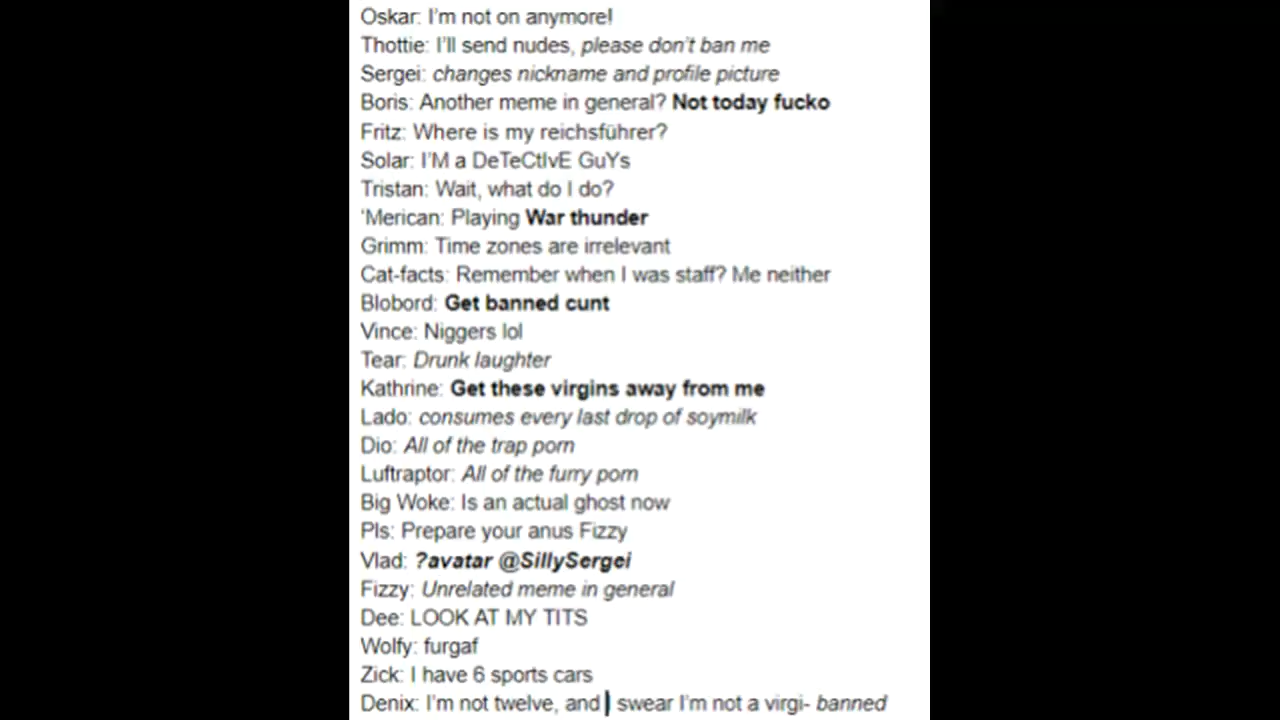 Oskar: I'm not on anymore!
Thottie: I'll send nudes, please don't ban me
Sergei: changes nickname and profile picture
Boris: Another meme in general? Not today fucko
Fritz: Where is my reichsführer?
Solar: I'M a DeTeCtIvE GuYs
Tristan: Wait, what do I do?
'Merican: Playing War thunder
Grimm: Time zones are irrelevant
Cat-facts: Remember when I was staff? Me neither
Blobord: Get banned cunt
Vince: Niggers lol
Tear: Drunk laughter
Kathrine: Get these virgins away from me
Lado: consumes every last drop of soymilk
Dio: All of the trap porn
Luftraptor: All of the furry porn
Big Woke: Is an actual ghost now
Pls: Prepare your anus Fizzy
Vlad: ?avatar @SillySergei
Fizzy: Unrelated meme in general
Dee: LOOK AT MY TITS
Wolfy: furgaf
Zick: I have 6 sports cars
Denix: I'm not twelve, and I swear I'm not a virgi- banned